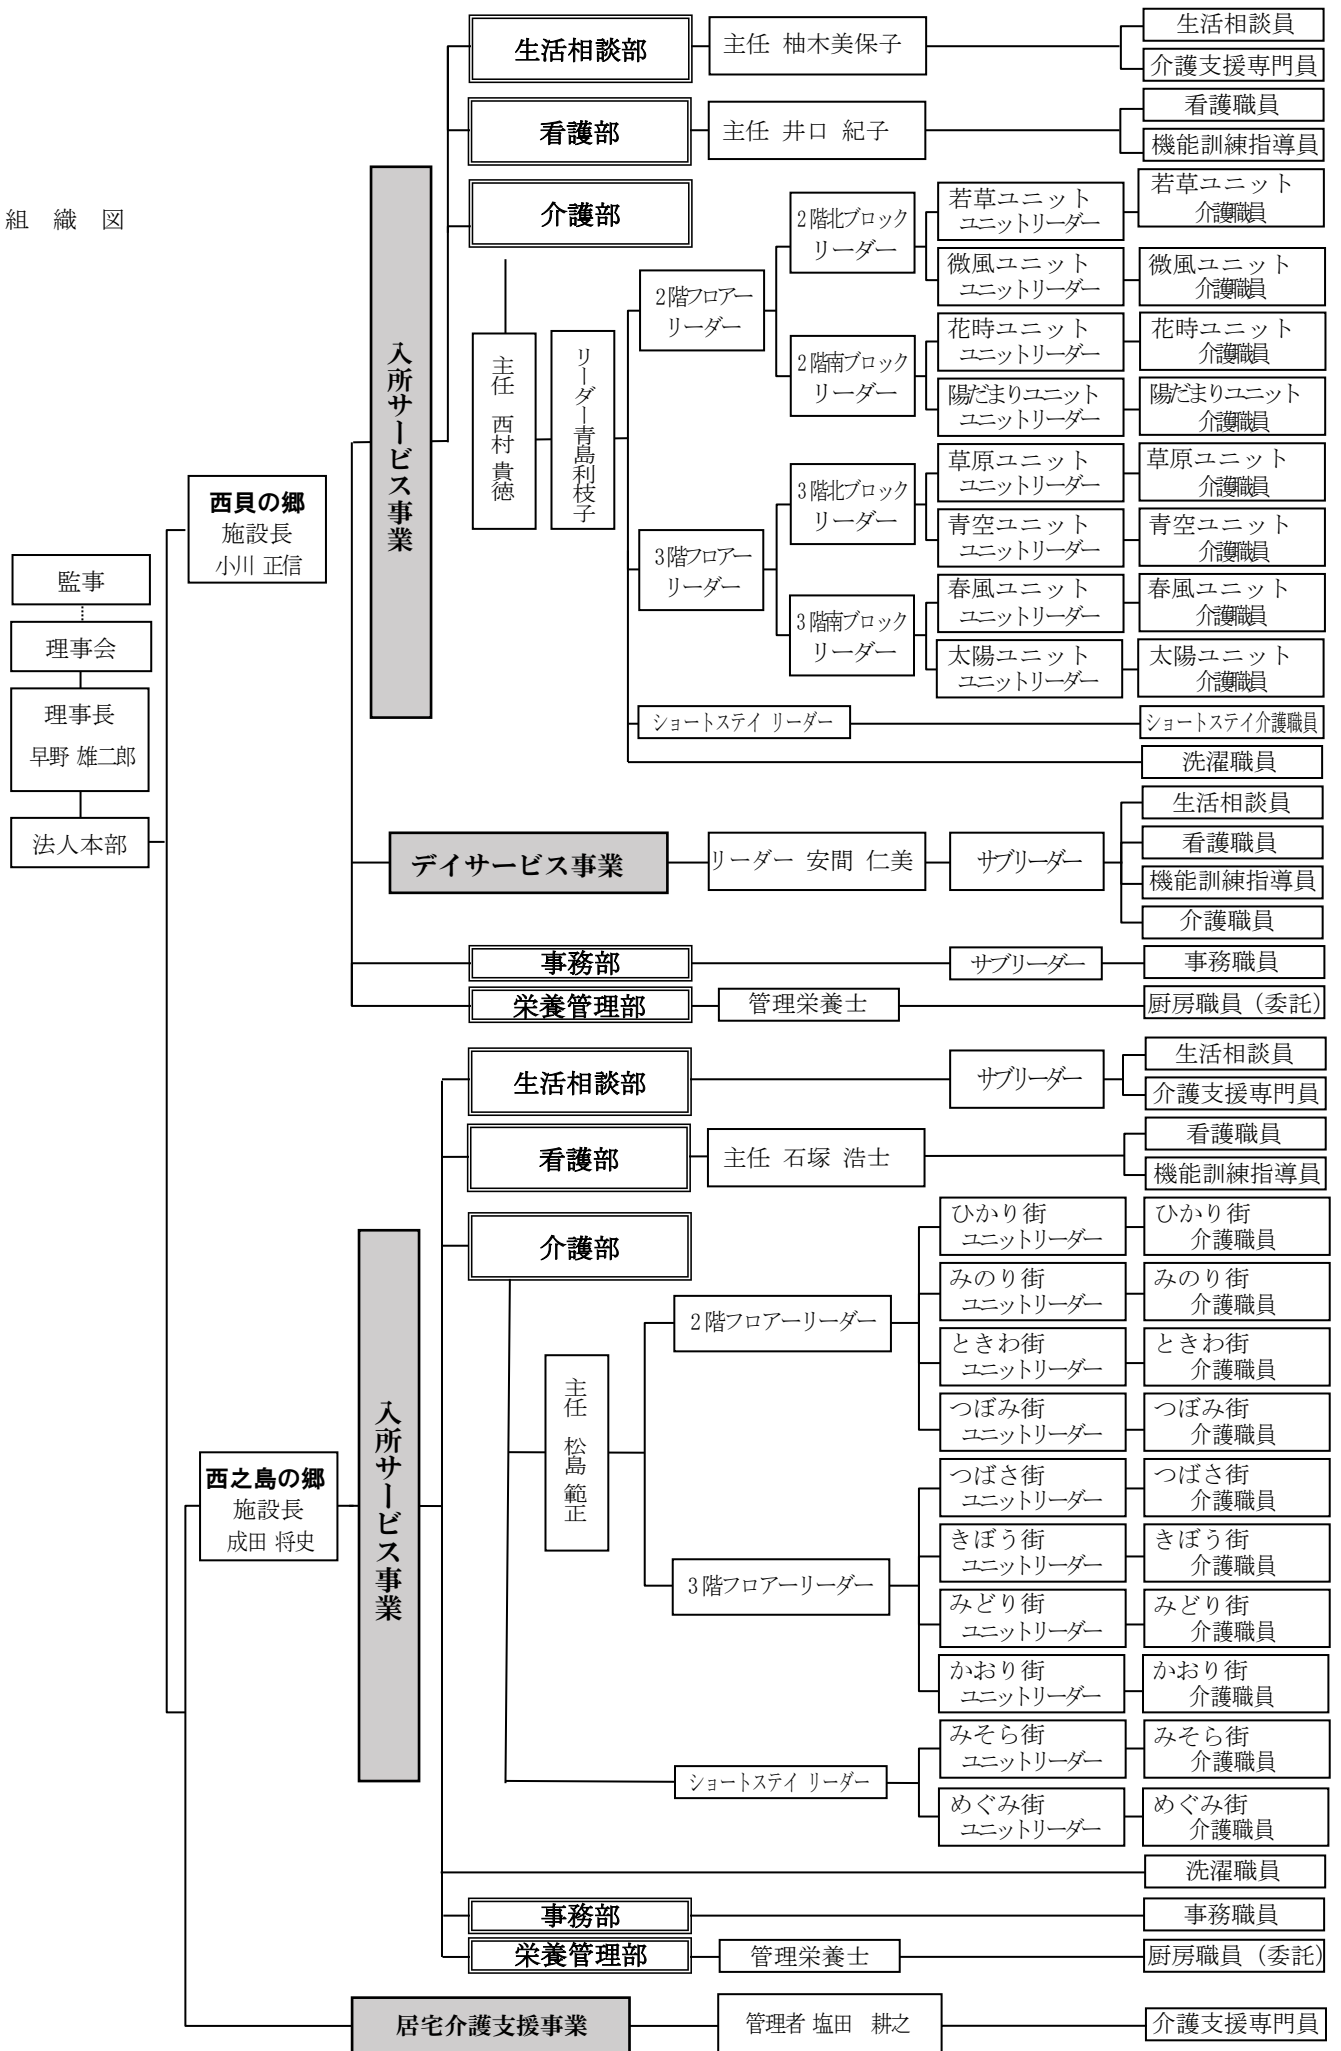 組 織 図
監事
理事会
理事長
早野 雄二郎
法人本部
西貝の郷
施設長
小川 正信
入所サービス事業
生活相談部
主任 柚木美保子
生活相談員
介護支援専門員
看護部
主任 井口 紀子
看護職員
機能訓練指導員
介護部
主任 西村 貴徳
リーダー青島利枝子
2階フロアー
リーダー
2階北ブロック
リーダー
若草ユニット
ユニットリーダー
若草ユニット
介護職員
微風ユニット
ユニットリーダー
微風ユニット
介護職員
2階南ブロック
リーダー
花時ユニット
ユニットリーダー
花時ユニット
介護職員
陽だまりユニット
ユニットリーダー
陽だまりユニット
介護職員
3階フロアー
リーダー
3階北ブロック
リーダー
草原ユニット
ユニットリーダー
草原ユニット
介護職員
青空ユニット
ユニットリーダー
青空ユニット
介護職員
3階南ブロック
リーダー
春風ユニット
ユニットリーダー
春風ユニット
介護職員
太陽ユニット
ユニットリーダー
太陽ユニット
介護職員
ショートステイ リーダー
ショートステイ介護職員
洗濯職員
デイサービス事業
リーダー 安間 仁美
サブリーダー
生活相談員
看護職員
機能訓練指導員
介護職員
事務部
サブリーダー
事務職員
栄養管理部
管理栄養士
厨房職員（委託）
西之島の郷
施設長
成田 将史
入所サービス事業
生活相談部
サブリーダー
生活相談員
介護支援専門員
看護部
主任 石塚 浩士
看護職員
機能訓練指導員
介護部
主任 松島 範正
2階フロアーリーダー
ひかり街
ユニットリーダー
ひかり街
介護職員
みのり街
ユニットリーダー
みのり街
介護職員
ときわ街
ユニットリーダー
ときわ街
介護職員
つぼみ街
ユニットリーダー
つぼみ街
介護職員
3階フロアーリーダー
つばさ街
ユニットリーダー
つばさ街
介護職員
きぼう街
ユニットリーダー
きぼう街
介護職員
みどり街
ユニットリーダー
みどり街
介護職員
かおり街
ユニットリーダー
かおり街
介護職員
ショートステイ リーダー
みそら街
ユニットリーダー
みそら街
介護職員
めぐみ街
ユニットリーダー
めぐみ街
介護職員
洗濯職員
事務部
事務職員
栄養管理部
管理栄養士
厨房職員（委託）
居宅介護支援事業
管理者 塩田 耕之
介護支援専門員